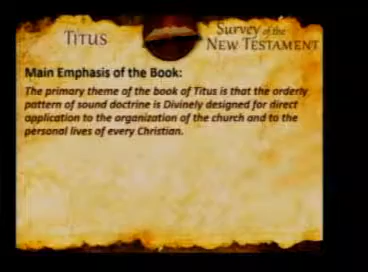 Titus
Survey of the
New Testament
Main Emphasis of the Book:
The primary theme of the book of Titus is that the orderly
pattern of sound doctrine is Divinely designed for direct
application to the organization of the church and to the
personal lives of every Christian.